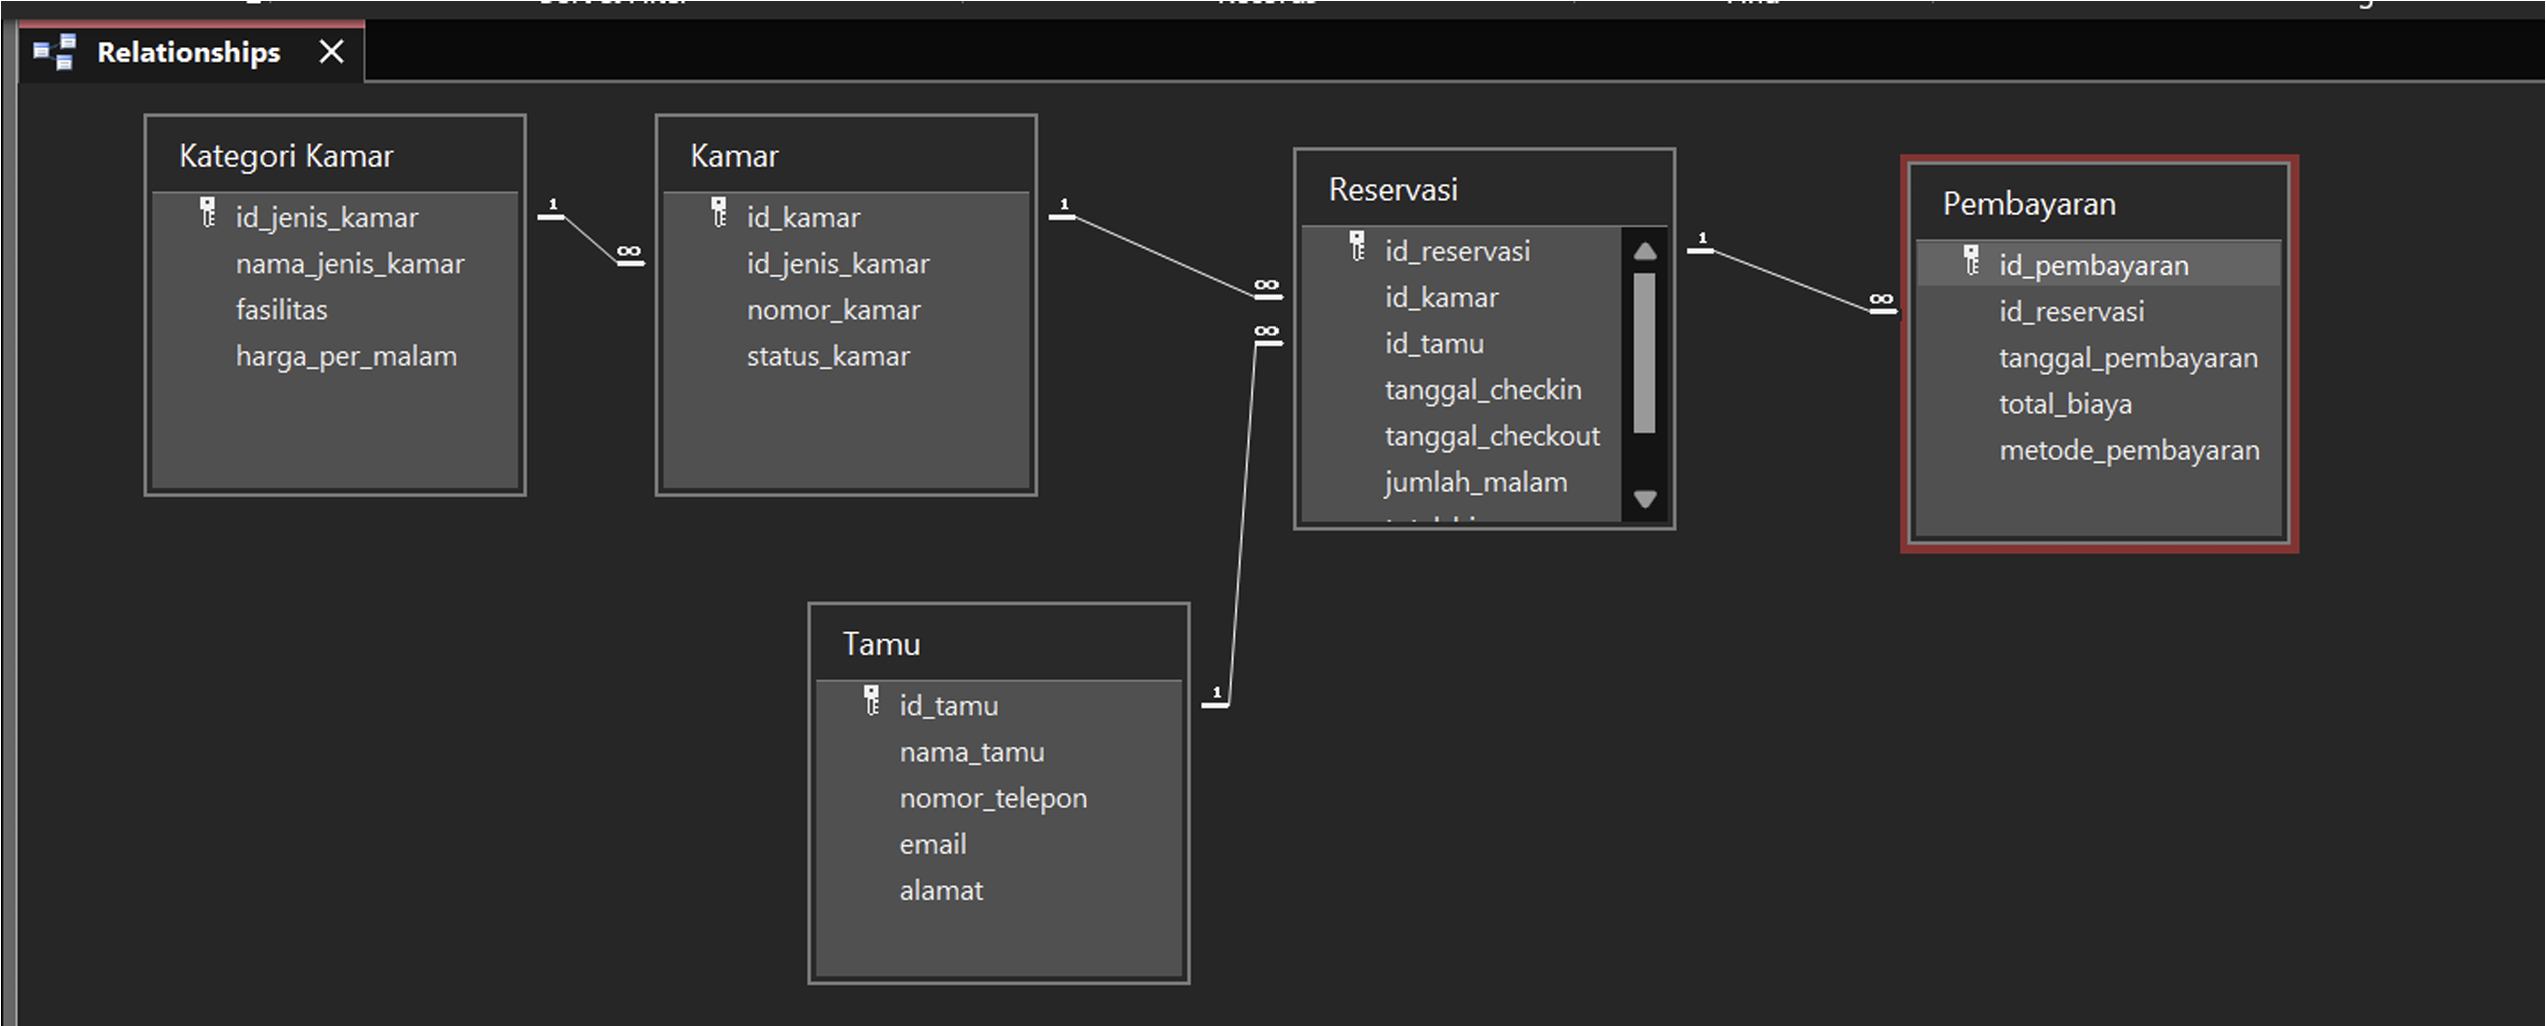 Relationships
Kategori Kamar
id_jenis_kamar
nama_jenis_kamar
fasilitas
harga_per_malam
1
∞
Kamar
id_kamar
id_jenis_kamar
nomor_kamar
status_kamar
1
∞
∞
Reservasi
id_reservasi
id_kamar
id_tamu
tanggal_checkin
tanggal_checkout
jumlah_malam
1
∞
Pembayaran
id_pembayaran
id_reservasi
tanggal_pembayaran
total_biaya
metode_pembayaran
Tamu
id_tamu
nama_tamu
nomor_telepon
email
alamat
1